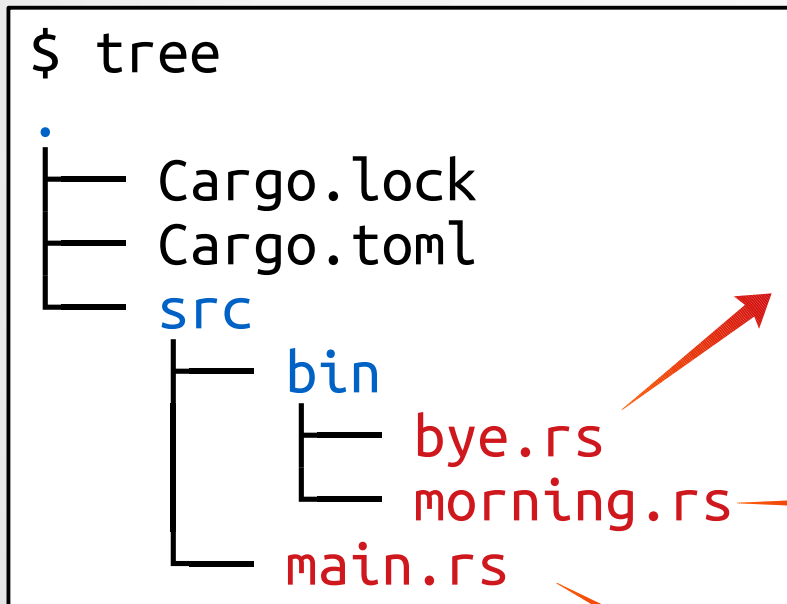 $ tree
.
├── Cargo.lock
├── Cargo.toml
└── src
    ├── bin
    │   ├── bye.rs
    │   └── morning.rs
    └── main.rs